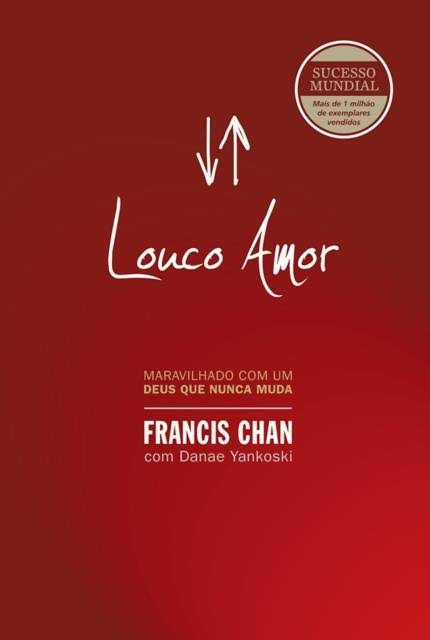 SUCESSO
MUNDIAL
Mais de 1 milhão
de exemplares
vendidos
Louco Amor
MARAVILHADO COM UM
DEUS QUE NUNCA MUDA
FRANCIS CHAN
com Danae Yankoski